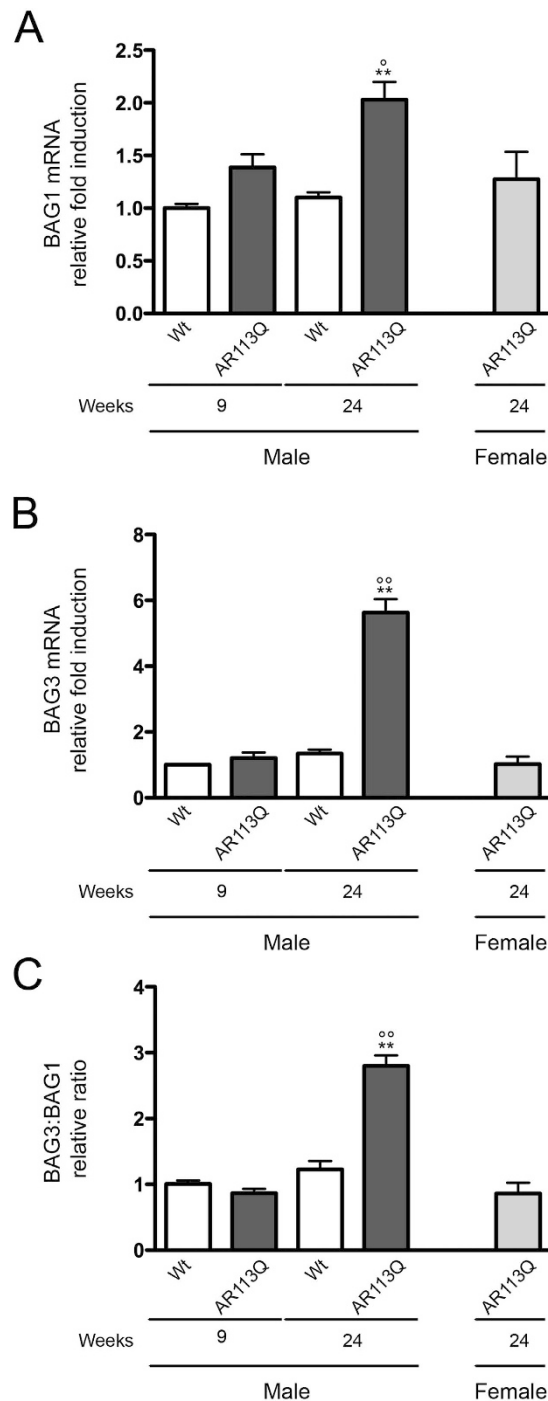 A
BAG1 mRNA
relative fold induction
2.5
2.0
1.5
1.0
0.5
0.0
°
**
Wt
AR113Q
Wt
AR113Q
AR113Q
Weeks 9 24 24
Male Female
B
BAG3 mRNA
relative fold induction
8
6
4
2
0
°°
**
Wt
AR113Q
Wt
AR113Q
AR113Q
Weeks 9 24 24
Male Female
C
BAG3:BAG1
relative ratio
4
3
2
1
0
°°
**
Wt
AR113Q
Wt
AR113Q
AR113Q
Weeks 9 24 24
Male Female